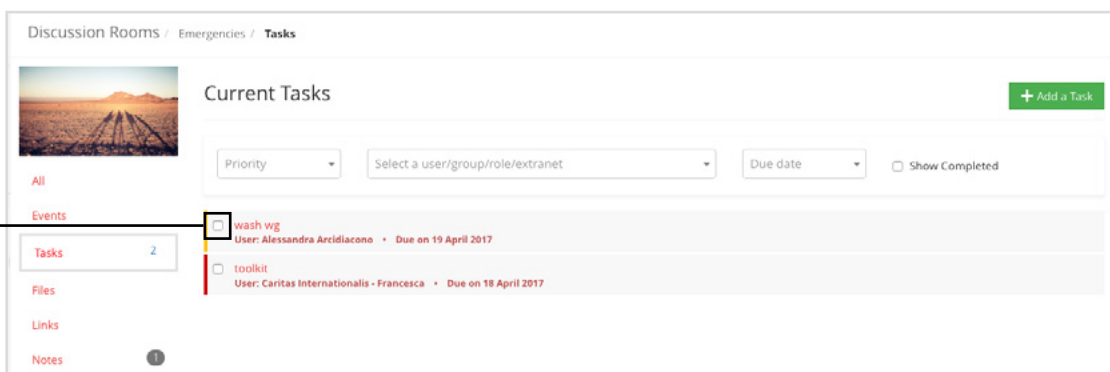 Discussion Rooms / Emergencies / Tasks
Current Tasks
+ Add a Task
Priority
Select a user/group/role/extranet
Due date
Show Completed
All
Events
Tasks 2
Files
Links
Notes 1
wash wg
User: Alessandra Arcidiacono • Due on 19 April 2017
toolkit
User: Caritas Internationalis - Francesca • Due on 18 April 2017